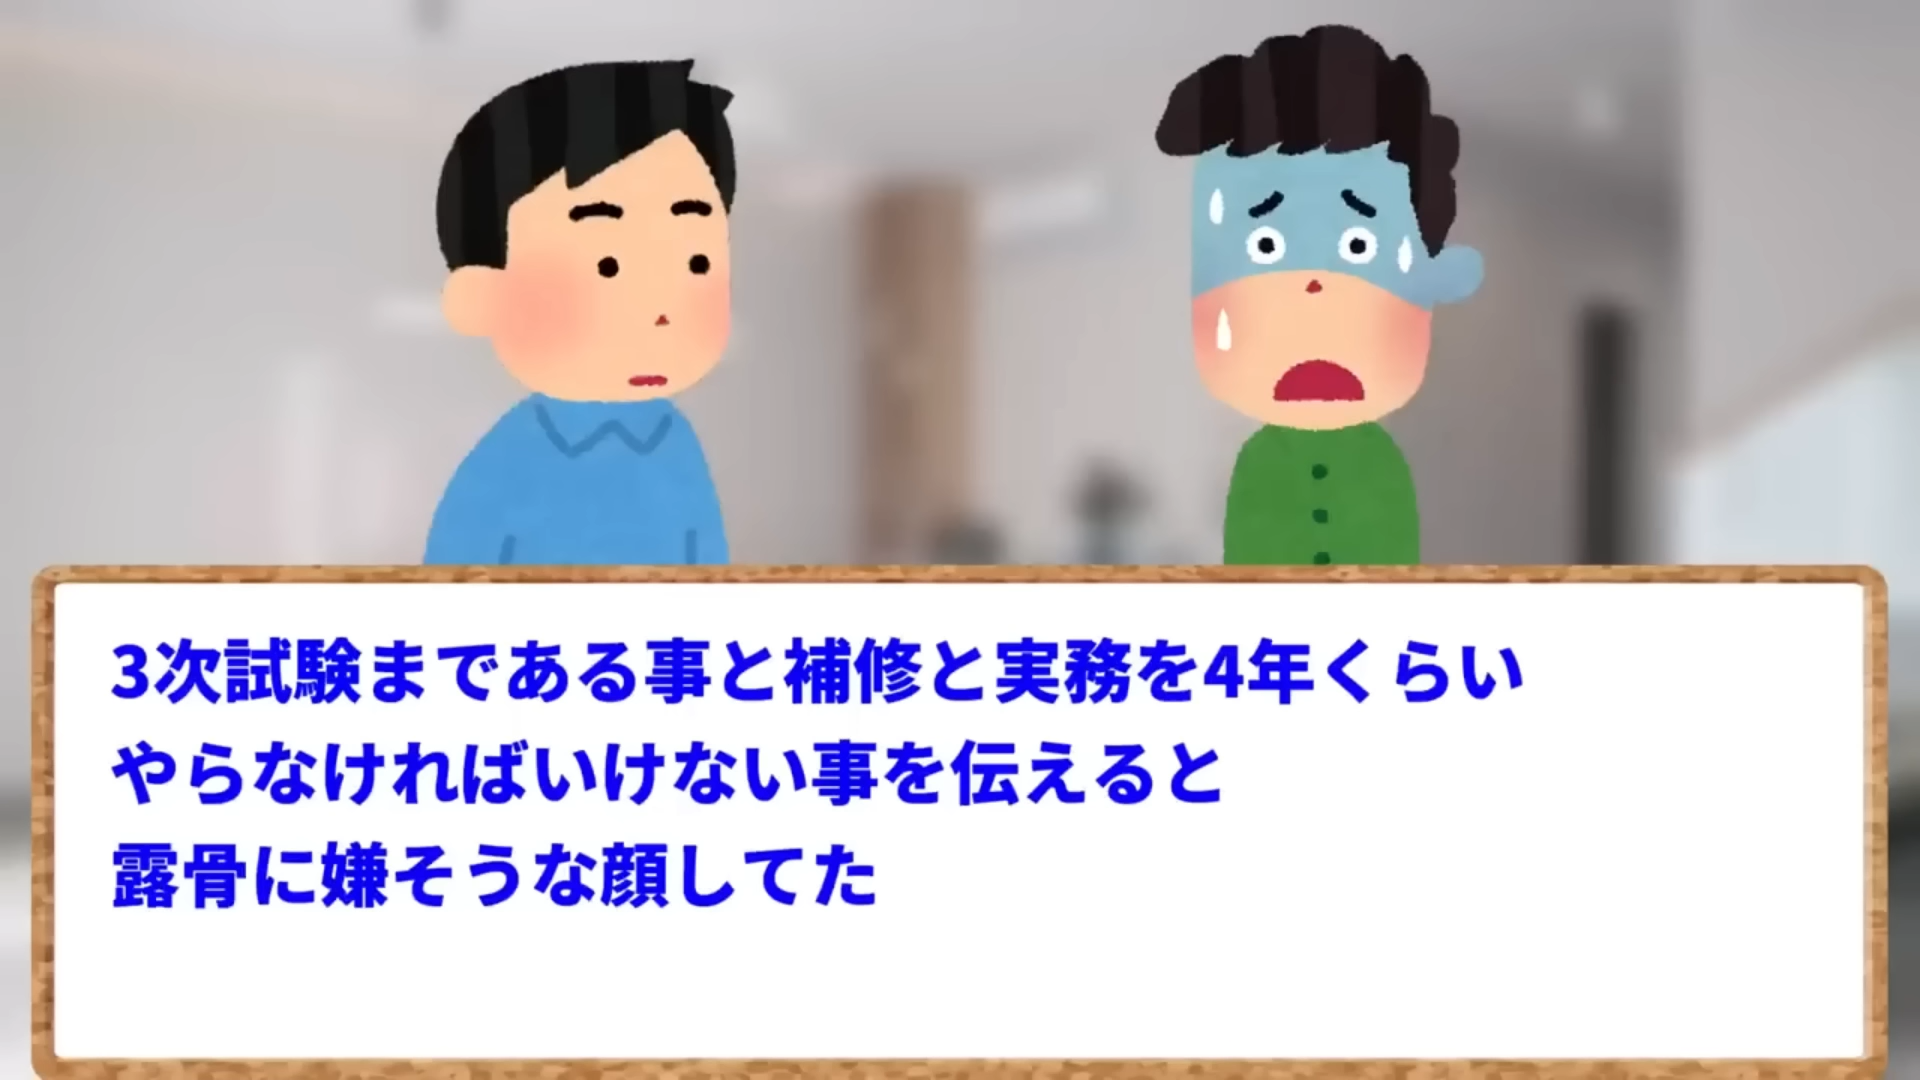 3次試験まである事と補修と実務を4年くらい
やらなければいけない事を伝えると
露骨に嫌そうな顔してた